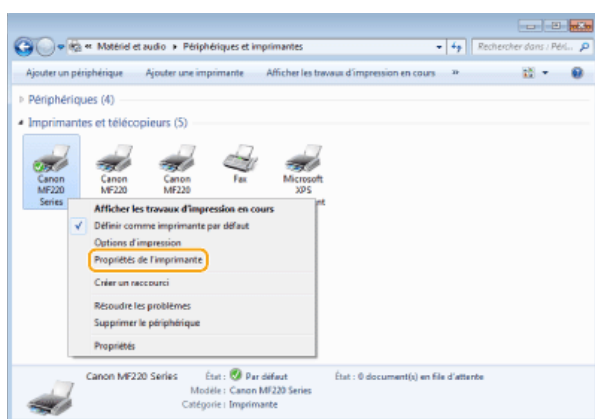 « Matériel et audio ▸ Périphériques et imprimantes
Rechercher dans : Péri...
Ajouter un périphérique Ajouter une imprimante Afficher les travaux d'impression en cours »
Périphériques (4)
Imprimantes et télécopieurs (5)
Canon MF220 Series
Canon MF220
Canon MF220
Fax
Microsoft XPS
nt
Afficher les travaux d'impression en cours
Définir comme imprimante par défaut
Options d'impression
Propriétés de l'imprimante
Créer un raccourci
Résoudre les problèmes
Supprimer le périphérique
Propriétés
Canon MF220 Series État : Par défaut État : 0 document(s) en file d'attente
Modèle : Canon MF220 Series
Catégorie : Imprimante